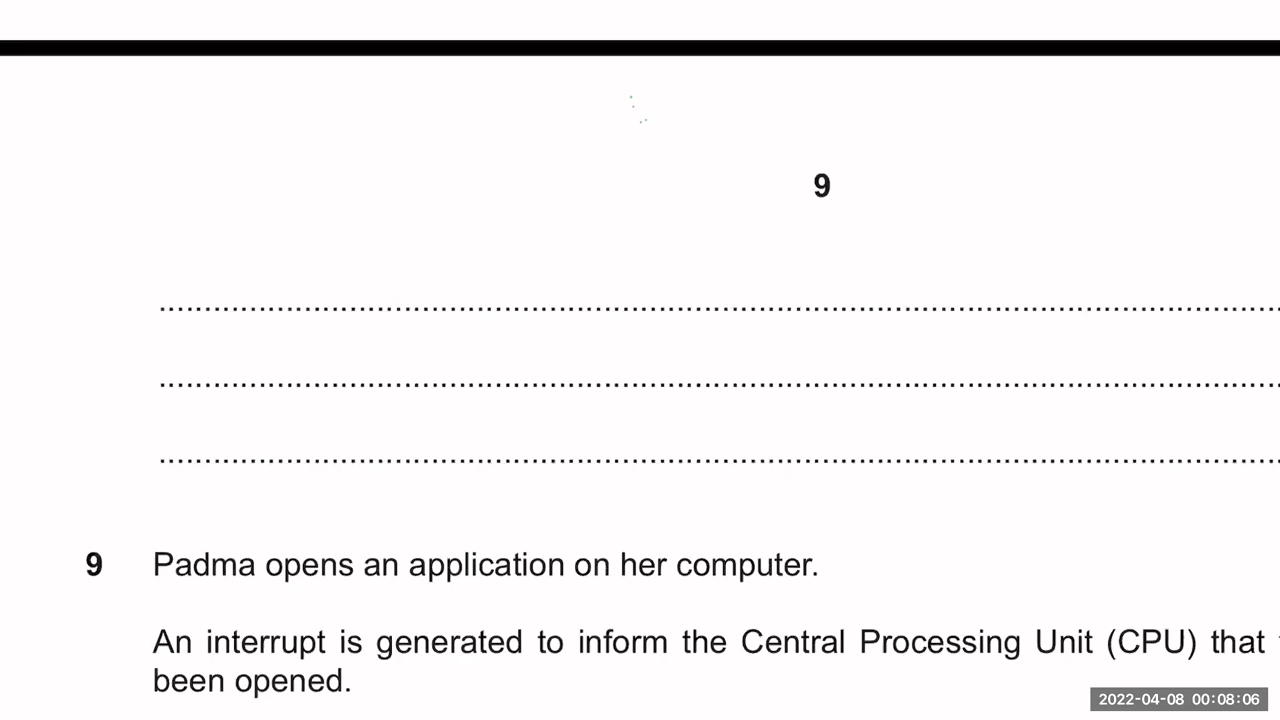 9
................................................................................
................................................................................
................................................................................
9 Padma opens an application on her computer.
An interrupt is generated to inform the Central Processing Unit (CPU) that
been opened.
2022-04-08 00:08:06